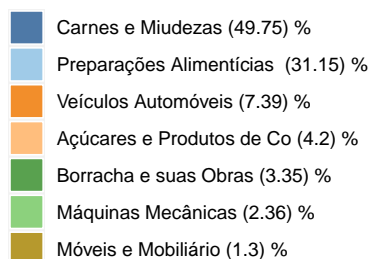 Carnes e Miudezas (49.75) %
Preparações Alimentícias (31.15) %
Veículos Automóveis (7.39) %
Açúcares e Produtos de Co (4.2) %
Borracha e suas Obras (3.35) %
Máquinas Mecânicas (2.36) %
Móveis e Mobiliário (1.3) %